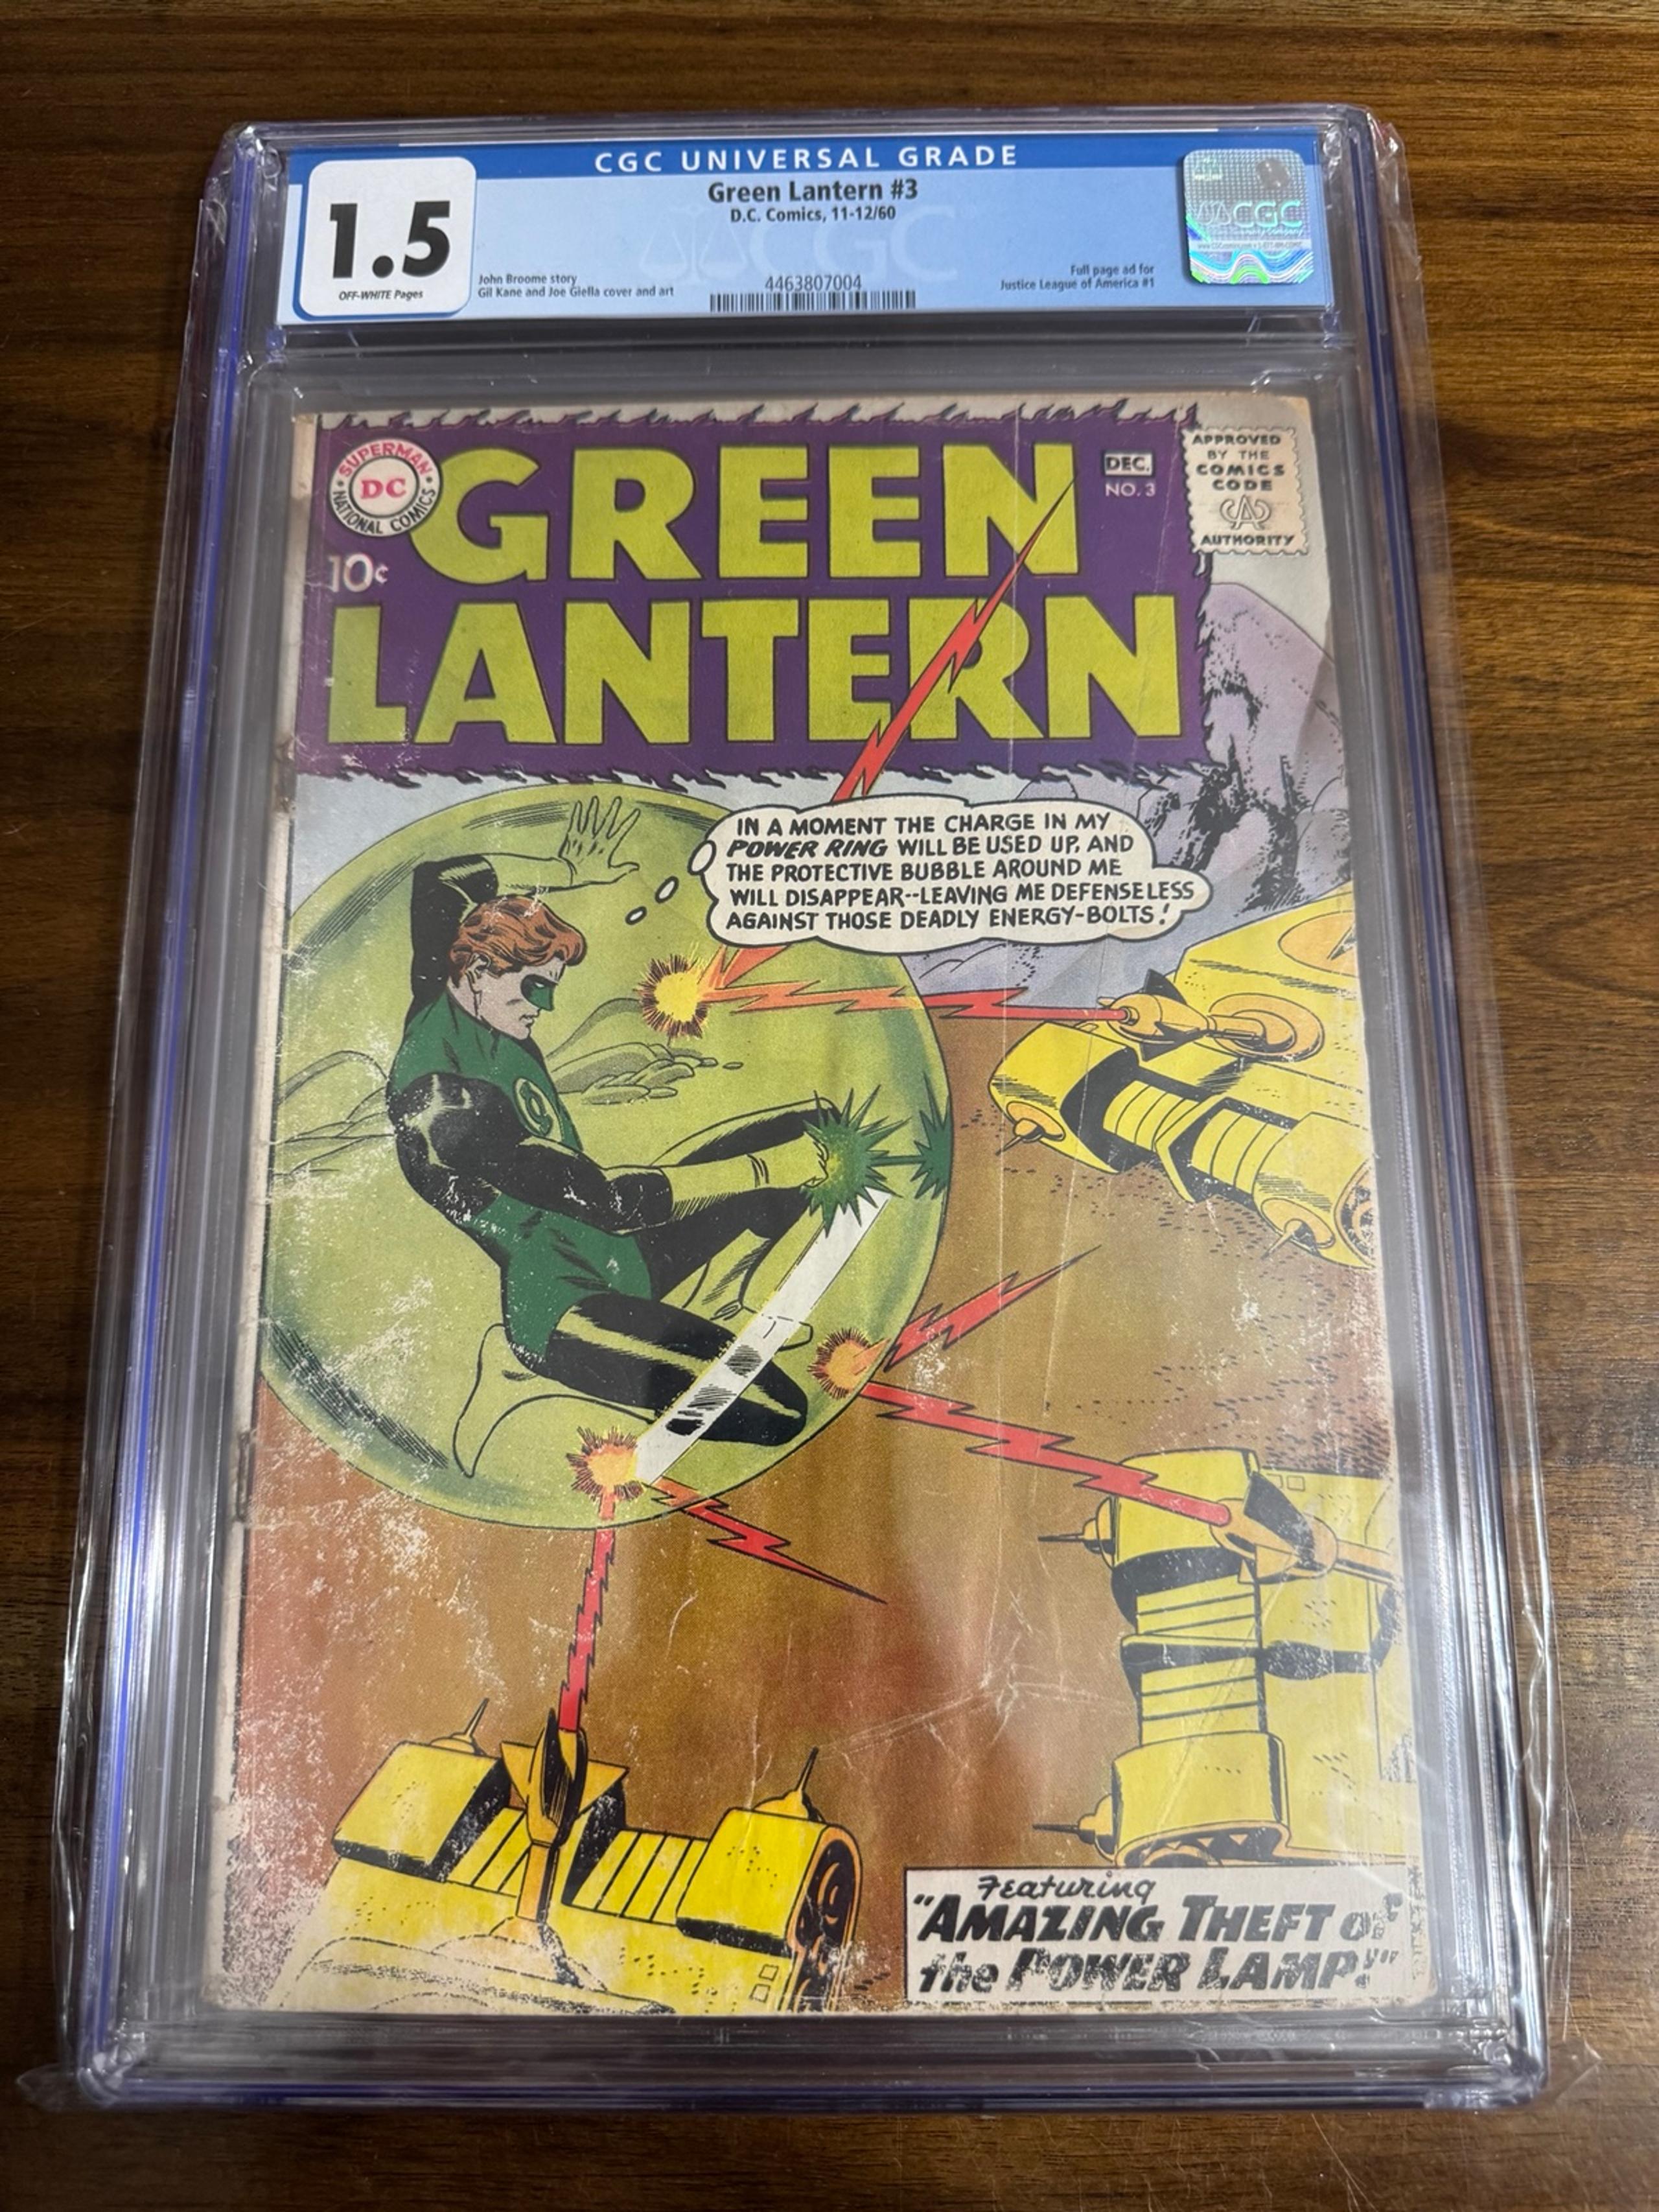 CGC UNIVERSAL GRADE
1.5
OFF-WHITE Pages
Green Lantern #3
D.C. Comics, 11-12/60
John Broome story
Gil Kane and Joe Giella cover and art
4463807004
Full page ad for
Justice League of America #1
CGC
CGC
SUPERMAN
DC
NATIONAL COMICS
10¢
GREEN
LANTERN
DEC.
NO. 3
APPROVED
BY THE
COMICS
CODE
CA
AUTHORITY
IN A MOMENT THE CHARGE IN MY
POWER RING WILL BE USED UP, AND
THE PROTECTIVE BUBBLE AROUND ME
WILL DISAPPEAR--LEAVING ME DEFENSELESS
AGAINST THOSE DEADLY ENERGY-BOLTS!
Featuring
"AMAZING THEFT of
the POWER LAMP!"